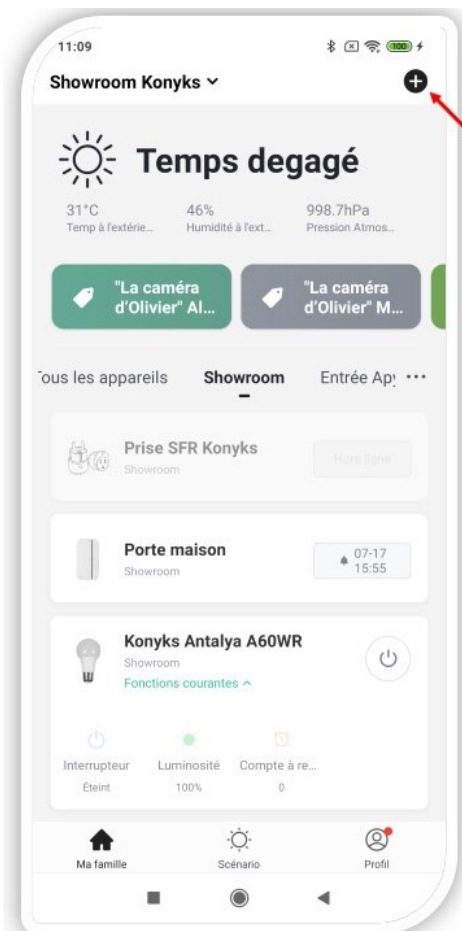 11:09
100
Showroom Konyks
Temps degagé
31°C
46%
998.7hPa
Temp à l'extérie...
Humidité à l'ext...
Pression Atmos...
"La caméra
d'Olivier" Al...
"La caméra
d'Olivier" M...
ous les appareils
Showroom
Entrée Ap
Prise SFR Konyks
Showroom
Hors ligne
Porte maison
Showroom
07-17
15:55
Konyks Antalya A60WR
Showroom
Fonctions courantes
Interrupteur
Luminosité
Compte à re...
Éteint
100%
0
Ma famille
Scénario
Profil